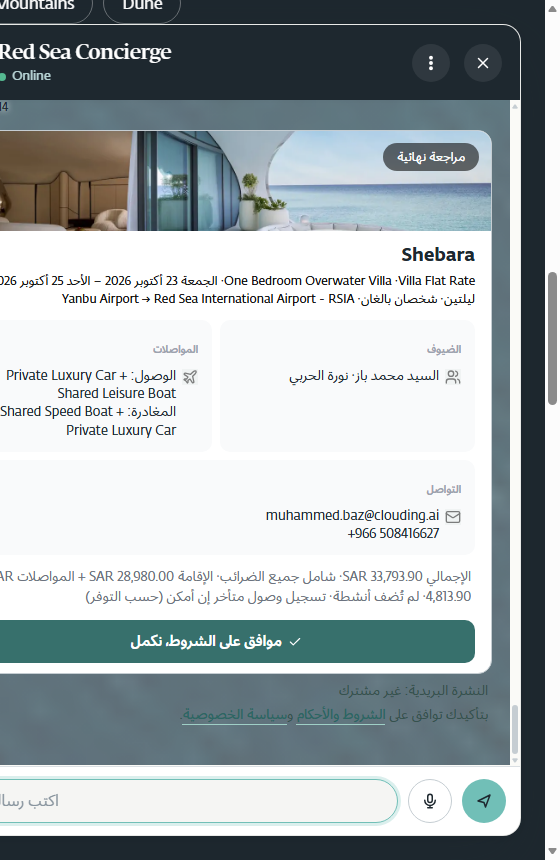 Mountains
Dune
Red Sea Concierge
Online
مراجعة نهائية
Shebara
One Bedroom Overwater Villa · Villa Flat Rate · الجمعة 23 أكتوبر 2026 – الأحد 25 أكتوبر
ليلتين · شخصان بالغان · Yanbu Airport → Red Sea International Airport - RSIA
الضيوف
السيد محمد باز · نورة الحربي
المواصلات
الوصول: Private Luxury Car +
Shared Leisure Boat
المغادرة: Shared Speed Boat +
Private Luxury Car
التواصل
muhammed.baz@clouding.ai
+966 508416627
الإجمالي SAR 33,793.90 · شامل جميع الضرائب · الإقامة SAR 28,980.00 + المواصلات
4,813.90 · لم تُضف أنشطة · تسجيل وصول متأخر إن أمكن (حسب التوفر)
✓ موافق على الشروط، نكمل
النشرة البريدية: غير مشترك
بتأكيدك توافق على الشروط والأحكام وسياسة الخصوصية.
اكتب